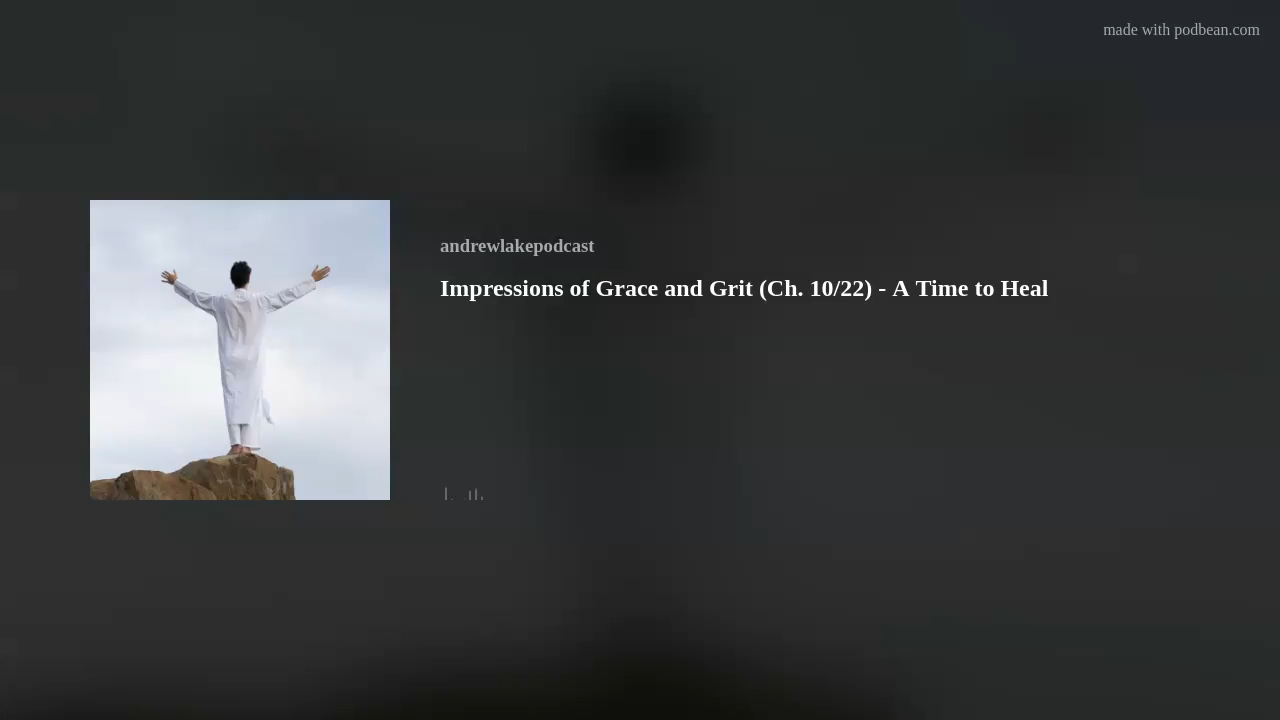 made with podbean.com
andrewlakepodcast
Impressions of Grace and Grit (Ch. 10/22) - A Time to Heal